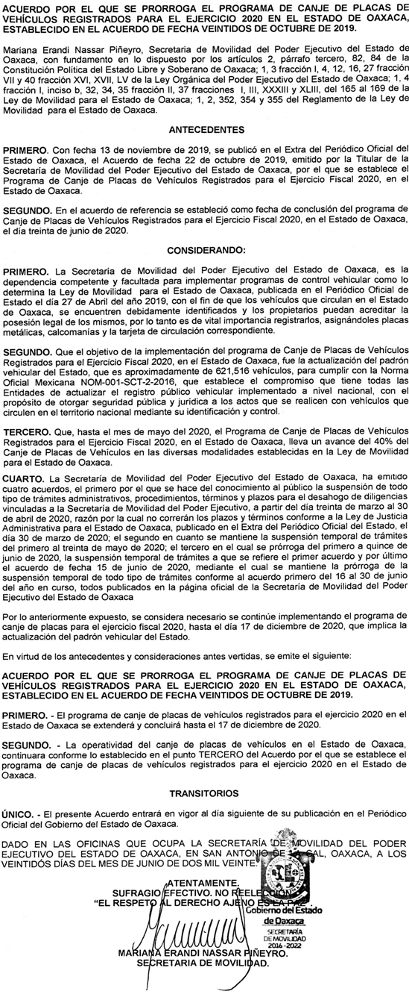 ACUERDO POR EL QUE SE PRORROGA EL PROGRAMA DE CANJE DE PLACAS DE
VEHÍCULOS REGISTRADOS PARA EL EJERCICIO 2020 EN EL ESTADO DE OAXACA,
ESTABLECIDO EN EL ACUERDO DE FECHA VEINTIDOS DE OCTUBRE DE 2019.
Mariana Erandi Nassar Piñeyro, Secretaria de Movilidad del Poder Ejecutivo del Estado de
Oaxaca, con fundamento en lo dispuesto por los artículos 2, párrafo tercero, 82, 84 de la
Constitución Política del Estado Libre y Soberano de Oaxaca; 1, 3 fracción I, 4, 12, 16, 27 fracción
VII y 40 fracción XVI, XVII, LV de la Ley Orgánica del Poder Ejecutivo del Estado de Oaxaca; 1, 4
fracción I, inciso b, 32, 34, 35 fracción II, 37 fracciones I, III, XXXIII y XLIII, del 165 al 169 de la
Ley de Movilidad para el Estado de Oaxaca; 1, 2, 352, 354 y 355 del Reglamento de la Ley de
Movilidad para el Estado de Oaxaca.
ANTECEDENTES
PRIMERO. Con fecha 13 de noviembre de 2019, se publicó en el Extra del Periódico Oficial del
Estado de Oaxaca, el Acuerdo de fecha 22 de octubre de 2019, emitido por la Titular de la
Secretaría de Movilidad del Poder Ejecutivo del Estado de Oaxaca, por el que se establece el
Programa de Canje de Placas de Vehículos Registrados para el Ejercicio Fiscal 2020, en el
Estado de Oaxaca.
SEGUNDO. En el acuerdo de referencia se estableció como fecha de conclusión del programa de
Canje de Placas de Vehículos Registrados para el Ejercicio Fiscal 2020, en el Estado de Oaxaca,
el día treinta de junio de 2020.
CONSIDERANDO:
PRIMERO. La Secretaría de Movilidad del Poder Ejecutivo del Estado de Oaxaca, es la
dependencia competente y facultada para implementar programas de control vehicular como lo
determina la Ley de Movilidad para el Estado de Oaxaca, publicada en el Periódico Oficial de
Estado el día 27 de Abril del año 2019, con el fin de que los vehículos que circulan en el Estado
de Oaxaca, se encuentren debidamente identificados y los propietarios puedan acreditar la
posesión legal de los mismos, por lo tanto es de vital importancia registrarlos, asignándoles placas
metálicas, calcomanías y la tarjeta de circulación correspondiente.
SEGUNDO. Que el objetivo de la implementación del programa de Canje de Placas de Vehículos
Registrados para el Ejercicio Fiscal 2020, en el Estado de Oaxaca, fue la actualización del padrón
vehicular del Estado, que es aproximadamente de 621,516 vehículos, para cumplir con la Norma
Oficial Mexicana NOM-001-SCT-2-2016, que establece el compromiso que tiene todas las
Entidades de actualizar el registro público vehicular implementado a nivel nacional, con el
propósito de otorgar seguridad pública y jurídica a los actos que se realicen con vehículos que
circulen en el territorio nacional mediante su identificación y control.
TERCERO. Que, hasta el mes de mayo del 2020, el Programa de Canje de Placas de Vehículos
Registrados para el Ejercicio Fiscal 2020, en el Estado de Oaxaca, lleva un avance del 40% del
Canje de Placas de Vehículos en las diversas modalidades establecidas en la Ley de Movilidad
para el Estado de Oaxaca.
CUARTO. La Secretaría de Movilidad del Poder Ejecutivo del Estado de Oaxaca, ha emitido
cuatro acuerdos, el primero por el que se hace del conocimiento al público la suspensión de todo
tipo de trámites administrativos, procedimientos, términos y plazos para el desahogo de diligencias
vinculadas a la Secretaría de Movilidad del Poder Ejecutivo, a partir del día treinta de marzo al 30
de abril de 2020, razón por la cual no correrán los plazos y términos conforme a la Ley de Justicia
Administrativa para el Estado de Oaxaca, publicado en el Extra del Periódico Oficial del Estado, el
día 30 de marzo de 2020; el segundo en cuanto se mantiene la suspensión temporal de trámites
del primero al treinta de mayo de 2020; el tercero en el cual se prórroga del primero a quince de
junio de 2020, la suspensión temporal de trámites a que se refiere el primer acuerdo y por último
el acuerdo de fecha 15 de junio de 2020, mediante el cual se mantiene la prórroga de la
suspensión temporal de todo tipo de trámites conforme al acuerdo primero del 16 al 30 de junio
del año en curso, todos publicados en la página oficial de la Secretaría de Movilidad del Poder
Ejecutivo del Estado de Oaxaca
Por lo anteriormente expuesto, se considera necesario se continúe implementando el programa de
canje de placas para el ejercicio fiscal 2020, hasta el día 17 de diciembre de 2020, que implica la
actualización del padrón vehicular del Estado.
En virtud de los antecedentes y consideraciones antes vertidas, se emite el siguiente:
ACUERDO POR EL QUE SE PRORROGA EL PROGRAMA DE CANJE DE PLACAS DE
VEHÍCULOS REGISTRADOS PARA EL EJERCICIO 2020 EN EL ESTADO DE OAXACA,
ESTABLECIDO EN EL ACUERDO DE FECHA VEINTIDOS DE OCTUBRE DE 2019.
PRIMERO. - El programa de canje de placas de vehículos registrados para el ejercicio 2020 en el
Estado de Oaxaca se extenderá y concluirá hasta el 17 de diciembre de 2020.
SEGUNDO. - La operatividad del canje de placas de vehículos en el Estado de Oaxaca,
continuara conforme lo establecido en el punto TERCERO del Acuerdo por el que se establece el
programa de canje de placas de vehículos registrados para el ejercicio 2020 en el Estado de
Oaxaca.
TRANSITORIOS
ÚNICO. - El presente Acuerdo entrará en vigor al día siguiente de su publicación en el Periódico
Oficial del Gobierno del Estado de Oaxaca.
DADO EN LAS OFICINAS QUE OCUPA LA SECRETARÍA DE MOVILIDAD DEL PODER
EJECUTIVO DEL ESTADO DE OAXACA, EN SAN ANTONIO DE LA CAL, OAXACA, A LOS
VEINTIDÓS DÍAS DEL MES DE JUNIO DE DOS MIL VEINTE.
ATENTAMENTE.
SUFRAGIO EFECTIVO. NO REELECCIÓN
"EL RESPETO AL DERECHO AJENO ES LA PAZ".
Gobierno del Estado
de Oaxaca
SECRETARÍA
DE MOVILIDAD
2016 - 2022
MARIANA ERANDI NASSAR PIÑEYRO.
SECRETARIA DE MOVILIDAD.